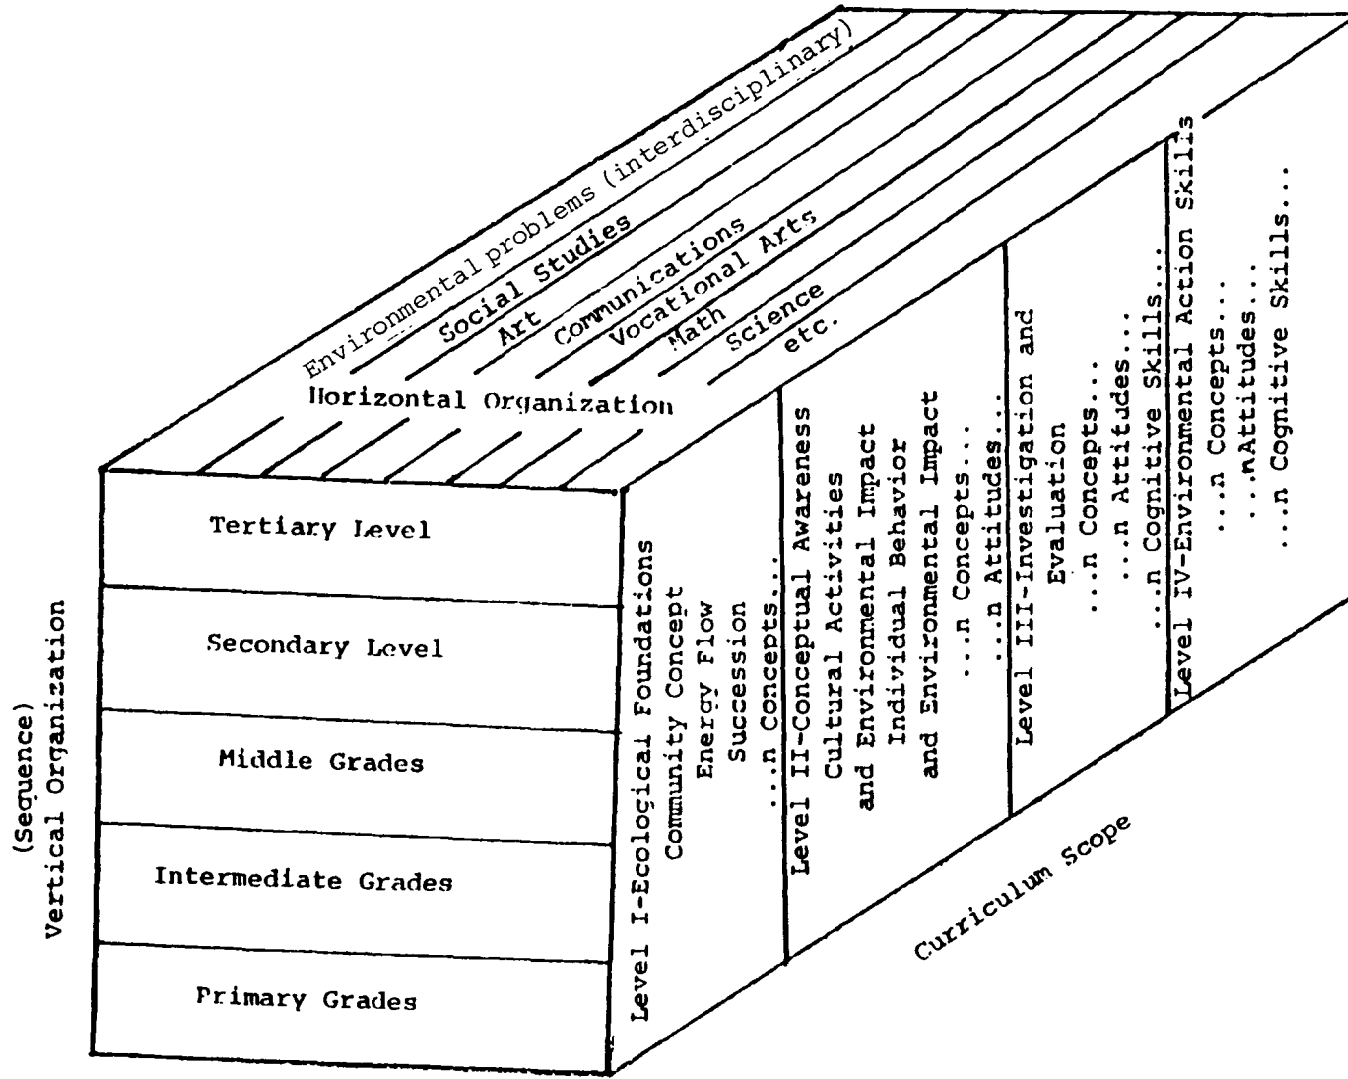 Environmental problems (interdisciplinary)
Social Studies
Art
Communications
Vocational Arts
Math
Science
etc.
Horizontal Organization
(Sequence)
Vertical Organization
Tertiary Level
Secondary Level
Middle Grades
Intermediate Grades
Primary Grades
Level I-Ecological Foundations
Community Concept
Energy Flow
Succession
...n Concepts...
Level II-Conceptual Awareness
Cultural Activities
and Environmental Impact
Individual Behavior
and Environmental Impact
...n Concepts...
...n Attitudes...
Level III-Investigation and
Evaluation
...n Concepts...
...n Attitudes...
...n Cognitive Skills...
Level IV-Environmental Action Skills
...n Concepts...
...nAttitudes...
...n Cognitive Skills...
Curriculum Scope